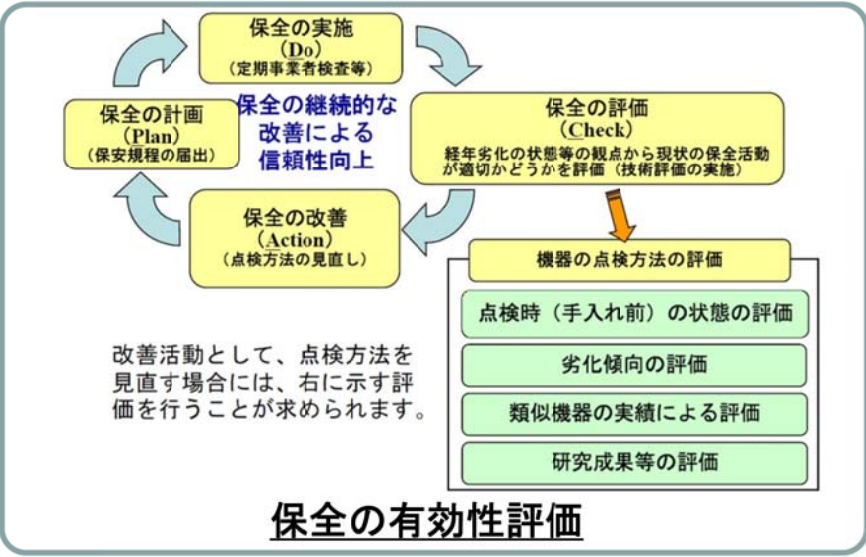 保全の実施
(Do)
(定期事業者検査等)
保全の計画
(Plan)
(保安規程の届出)
保全の継続的な
改善による
信頼性向上
保全の評価
(Check)
経年劣化の状態等の観点から現状の保全活動
が適切かどうかを評価（技術評価の実施）
保全の改善
(Action)
(点検方法の見直し)
機器の点検方法の評価
点検時（手入れ前）の状態の評価
劣化傾向の評価
類似機器の実績による評価
研究成果等の評価
改善活動として、点検方法を
見直す場合には、右に示す評
価を行うことが求められます。
保全の有効性評価